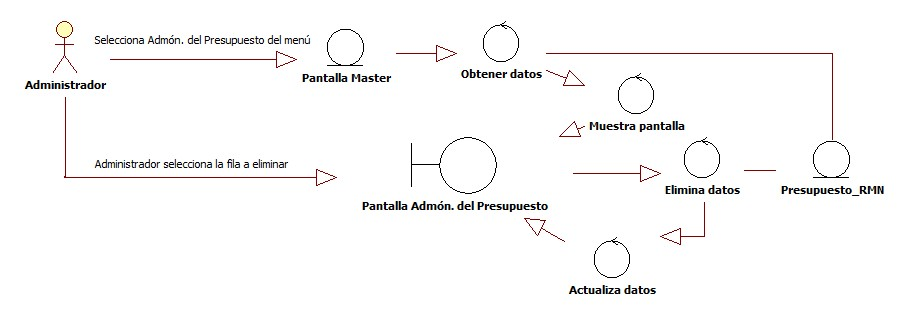 Selecciona Admón. del Presupuesto del menú
Pantalla Master
Obtener datos
Administrador
Muestra pantalla
Administrador selecciona la fila a eliminar
Pantalla Admón. del Presupuesto
Elimina datos
Presupuesto_RMN
Actualiza datos